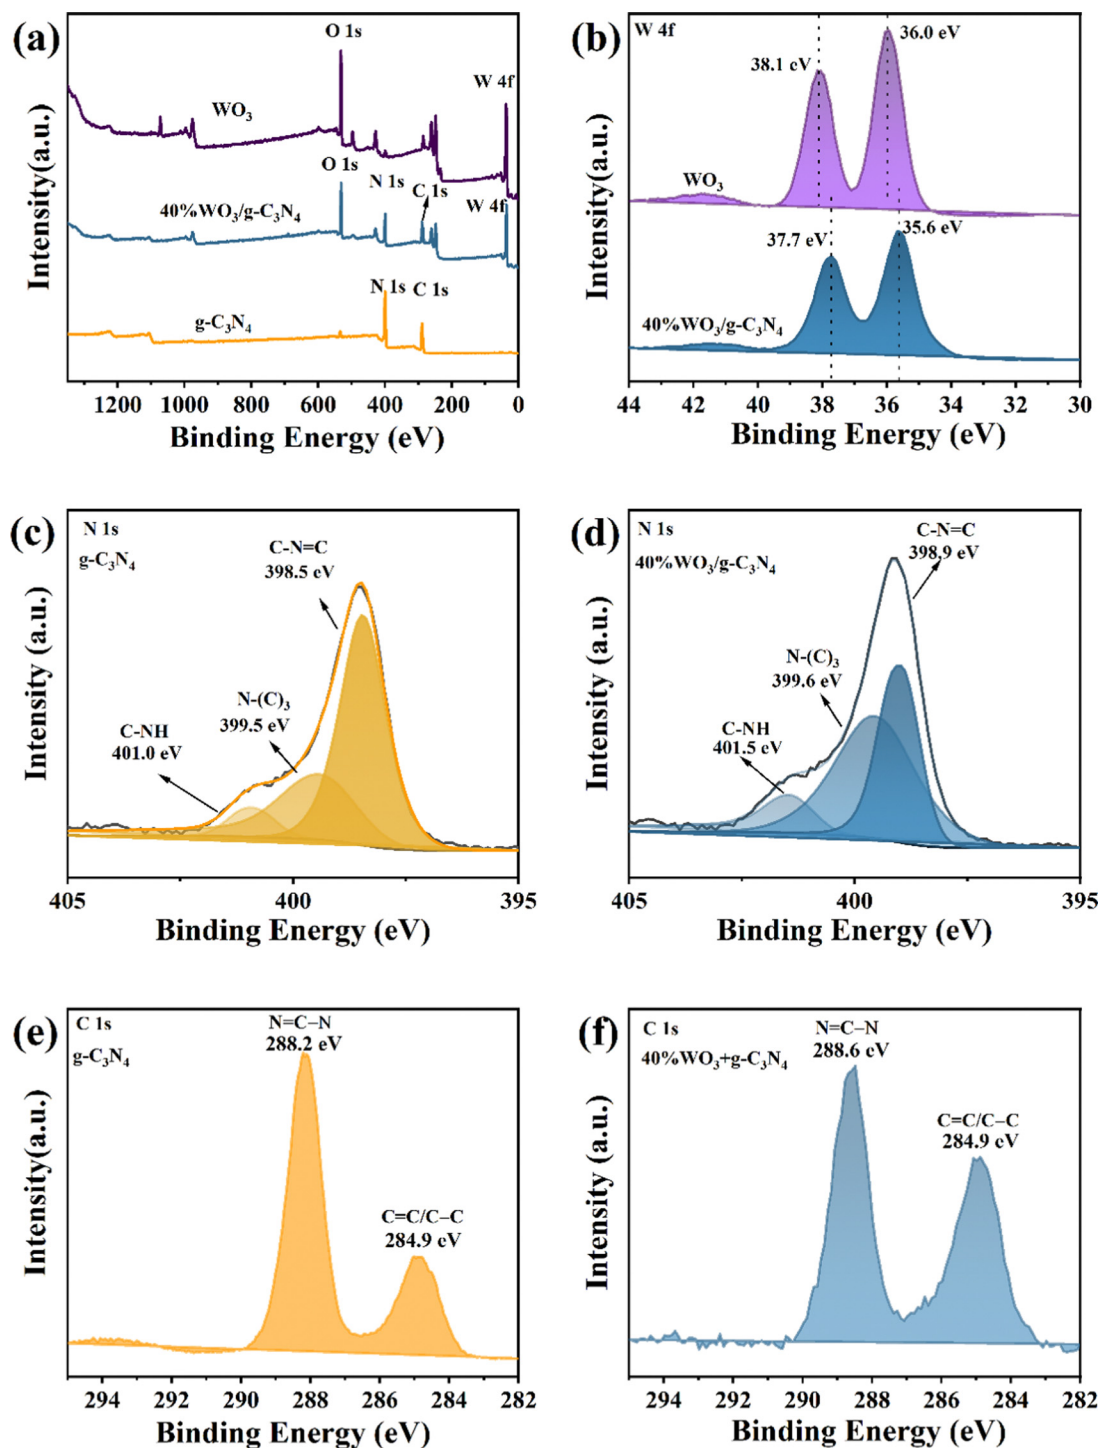 (a)
O 1s
W 4f
WO₃
O 1s
N 1s
C 1s
W 4f
40%WO₃/g-C₃N₄
N 1s
C 1s
g-C₃N₄
Intensity(a.u.)
1200 1000 800 600 400 200 0
Binding Energy (eV)
(b)
W 4f
36.0 eV
38.1 eV
WO₃
37.7 eV
35.6 eV
40%WO₃/g-C₃N₄
Intensity(a.u.)
44 42 40 38 36 34 32 30
Binding Energy (eV)
(c)
N 1s
g-C₃N₄
C-N=C
398.5 eV
N-(C)₃
399.5 eV
C-NH
401.0 eV
Intensity (a.u.)
405 400 395
Binding Energy (eV)
(d)
N 1s
40%WO₃/g-C₃N₄
C-N=C
398.9 eV
N-(C)₃
399.6 eV
C-NH
401.5 eV
Intensity (a.u.)
405 400 395
Binding Energy (eV)
(e)
C 1s
g-C₃N₄
N=C–N
288.2 eV
C=C/C–C
284.9 eV
Intensity(a.u.)
294 292 290 288 286 284 282
Binding Energy (eV)
(f)
C 1s
40%WO₃+g-C₃N₄
N=C–N
288.6 eV
C=C/C–C
284.9 eV
Intensity (a.u.)
294 292 290 288 286 284 282
Binding Energy (eV)